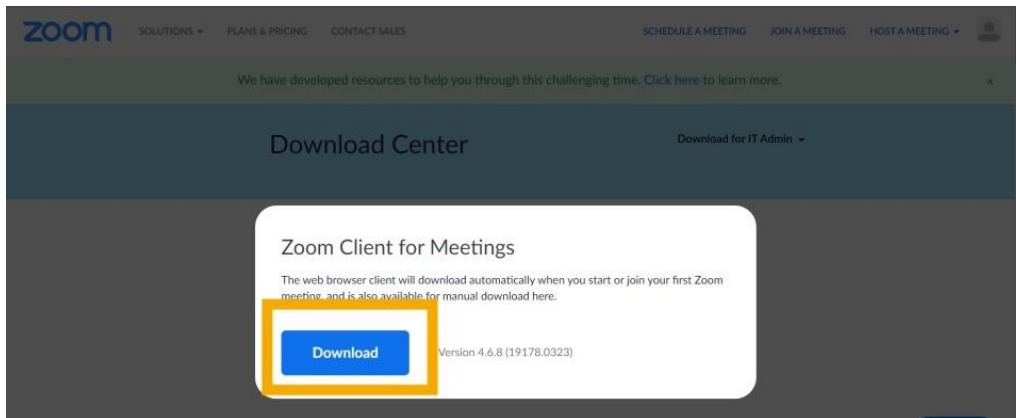 zoom SOLUTIONS PLANS & PRICING CONTACT SALES SCHEDULE A MEETING JOIN A MEETING HOST A MEETING
We have developed resources to help you through this challenging time. Click here to learn more. ×
Download Center Download for IT Admin
Zoom Client for Meetings
The web browser client will download automatically when you start or join your first Zoom
meeting, and is also available for manual download here.
Download Version 4.6.8 (19178.0323)